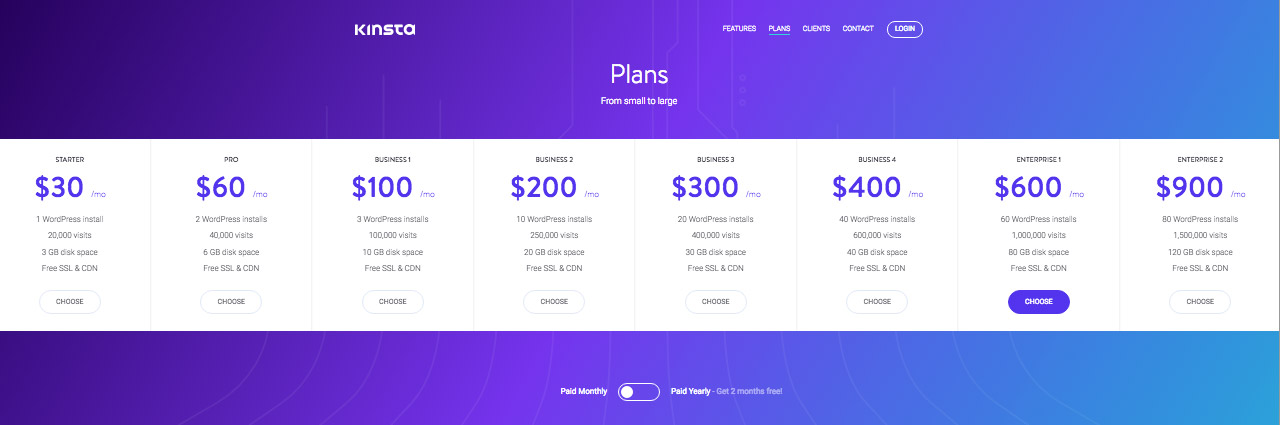 Kinsta
FEATURES PLANS CLIENTS CONTACT LOGIN
Plans
From small to large
STARTER
$30 /mo
1 WordPress install
20,000 visits
3 GB disk space
Free SSL & CDN
CHOOSE
PRO
$60 /mo
2 WordPress installs
40,000 visits
6 GB disk space
Free SSL & CDN
CHOOSE
BUSINESS 1
$100 /mo
3 WordPress installs
100,000 visits
10 GB disk space
Free SSL & CDN
CHOOSE
BUSINESS 2
$200 /mo
10 WordPress installs
250,000 visits
20 GB disk space
Free SSL & CDN
CHOOSE
BUSINESS 3
$300 /mo
20 WordPress installs
400,000 visits
30 GB disk space
Free SSL & CDN
CHOOSE
BUSINESS 4
$400 /mo
40 WordPress installs
600,000 visits
40 GB disk space
Free SSL & CDN
CHOOSE
ENTERPRISE 1
$600 /mo
60 WordPress installs
1,000,000 visits
80 GB disk space
Free SSL & CDN
CHOOSE
ENTERPRISE 2
$900 /mo
80 WordPress installs
1,500,000 visits
120 GB disk space
Free SSL & CDN
CHOOSE
Paid Monthly Paid Yearly - Get 2 months free!